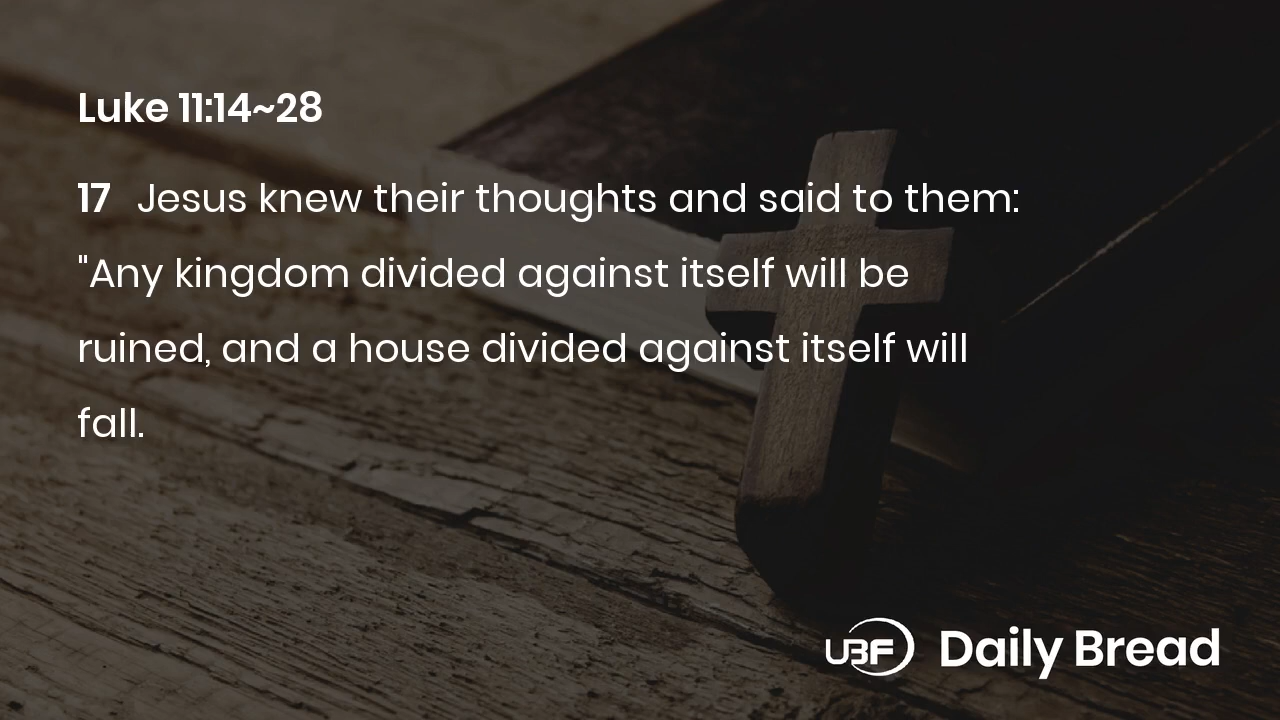 Luke 11:14~28
17 Jesus knew their thoughts and said to them:
"Any kingdom divided against itself will be
ruined, and a house divided against itself will
fall.
UBF Daily Bread